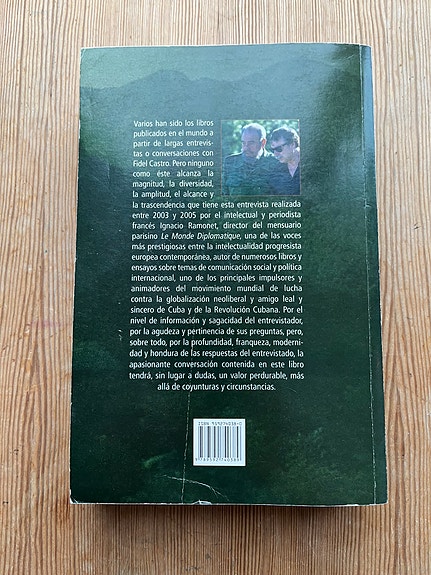 Varios han sido los libros
publicados en el mundo a
partir de largas entrevis-
tas o conversaciones con
Fidel Castro. Pero ninguno
como éste alcanza la
magnitud, la diversidad,
la amplitud, el alcance y
la trascendencia que tiene esta entrevista realizada
entre 2003 y 2005 por el intelectual y periodista
francés Ignacio Ramonet, director del mensuario
parisino Le Monde Diplomatique, una de las voces
más prestigiosas entre la intelectualidad progresista
europea contemporánea, autor de numerosos libros y
ensayos sobre temas de comunicación social y política
internacional, uno de los principales impulsores y
animadores del movimiento mundial de lucha
contra la globalización neoliberal y amigo leal y
sincero de Cuba y de la Revolución Cubana. Por el
nivel de información y sagacidad del entrevistador,
por la agudeza y pertinencia de sus preguntas, pero,
sobre todo, por la profundidad, franqueza, moderni-
dad y hondura de las respuestas del entrevistado, la
apasionante conversación contenida en este libro
tendrá, sin lugar a dudas, un valor perdurable, más
allá de coyunturas y circunstancias.